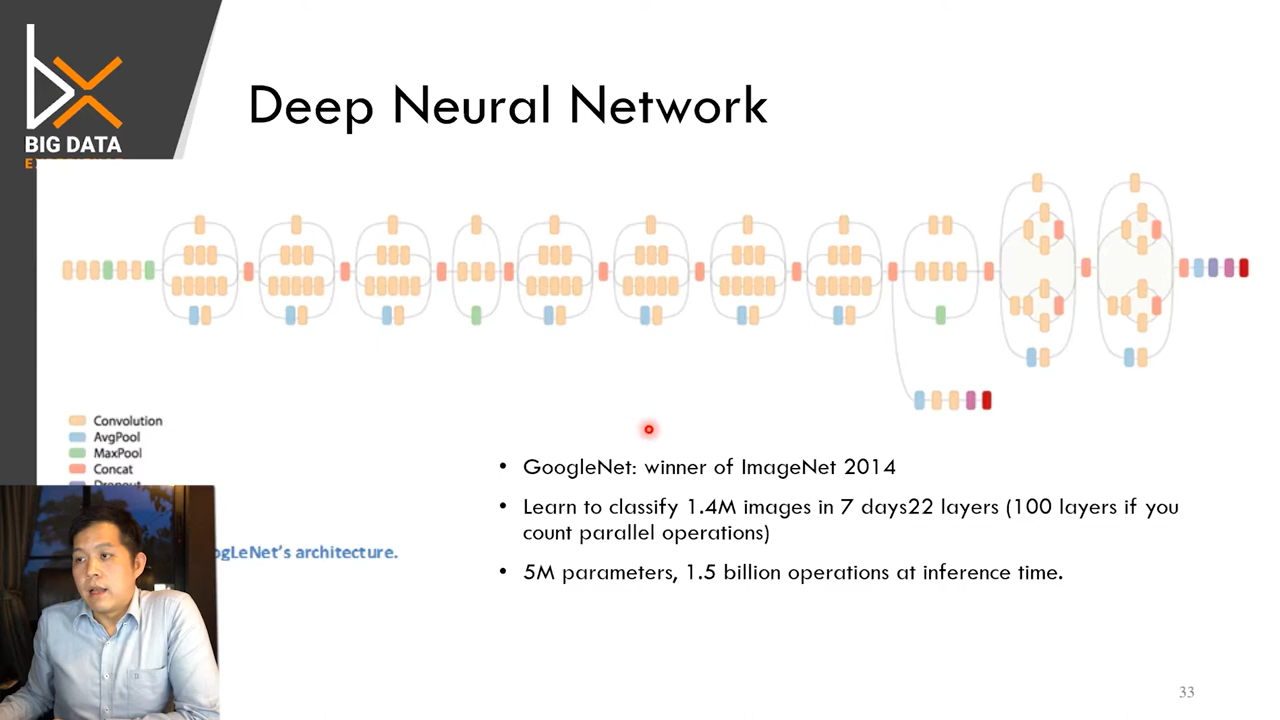 BIG DATA
Deep Neural Network
Convolution
AvgPool
MaxPool
Concat
Dropout
ogLeNet's architecture.
• GoogleNet: winner of ImageNet 2014
• Learn to classify 1.4M images in 7 days22 layers (100 layers if you
count parallel operations)
• 5M parameters, 1.5 billion operations at inference time.
33